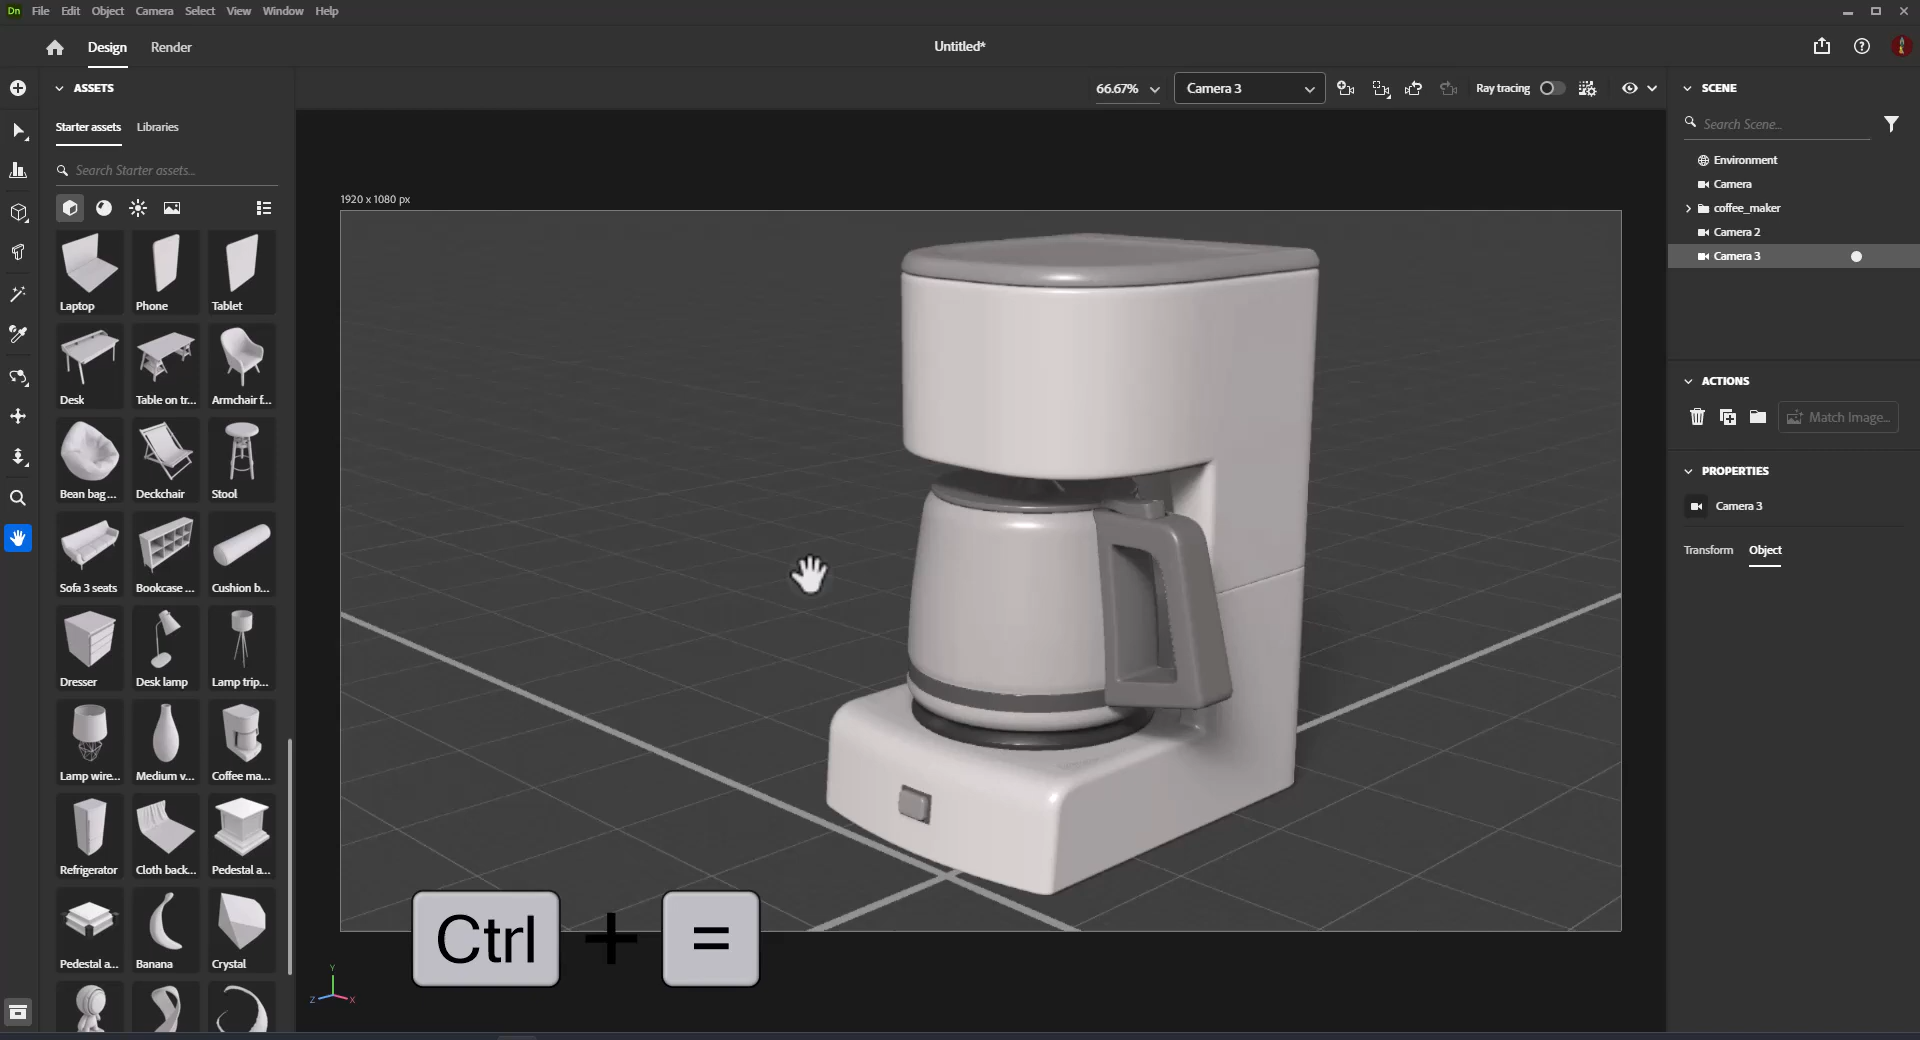 Dn File Edit Object Camera Select View Window Help
Design Render
Untitled*
ASSETS
66.67%
Camera 3
Ray tracing
SCENE
Starter assets Libraries
Search Starter assets...
Search Scene...
Environment
Camera
coffee_maker
Camera 2
Camera 3
1920 x 1080 px
Laptop Phone Tablet
Desk Table on tr... Armchair f...
Bean bag ... Deckchair Stool
Sofa 3 seats Bookcase ... Cushion b...
Dresser Desk lamp Lamp trip...
Lamp wire... Medium v... Coffee ma...
Refrigerator Cloth back... Pedestal a...
Pedestal a... Banana Crystal
ACTIONS
Match Image...
PROPERTIES
Camera 3
Transform Object
Ctrl + =
Y
Z X